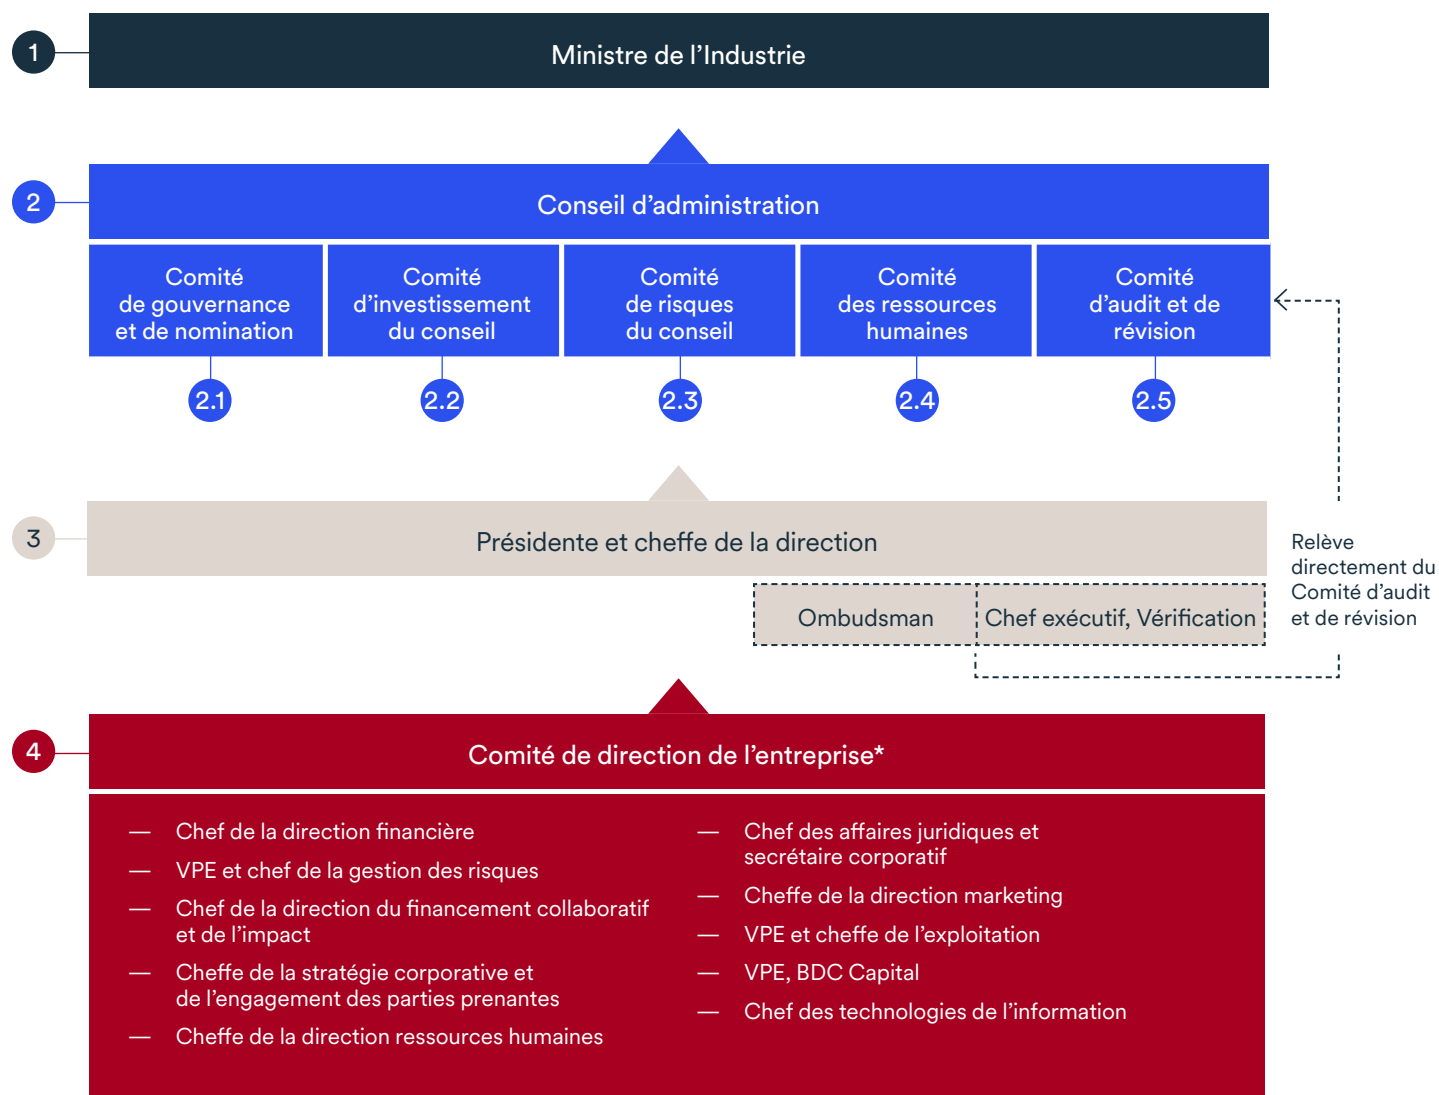 1
Ministre de l’Industrie
2
Conseil d’administration
Comité
de gouvernance
et de nomination
Comité
d’investissement
du conseil
Comité
de risques
du conseil
Comité
des ressources
humaines
Comité
d’audit et de
révision
2.1
2.2
2.3
2.4
2.5
3
Présidente et cheffe de la direction
Relève
directement du
Comité d’audit
et de révision
Ombudsman
Chef exécutif, Vérification
4
Comité de direction de l’entreprise*
— Chef de la direction financière
— VPE et chef de la gestion des risques
— Chef de la direction du financement collaboratif
et de l’impact
— Cheffe de la stratégie corporative et
de l’engagement des parties prenantes
— Cheffe de la direction ressources humaines
— Chef des affaires juridiques et
secrétaire corporatif
— Cheffe de la direction marketing
— VPE et cheffe de l’exploitation
— VPE, BDC Capital
— Chef des technologies de l’information